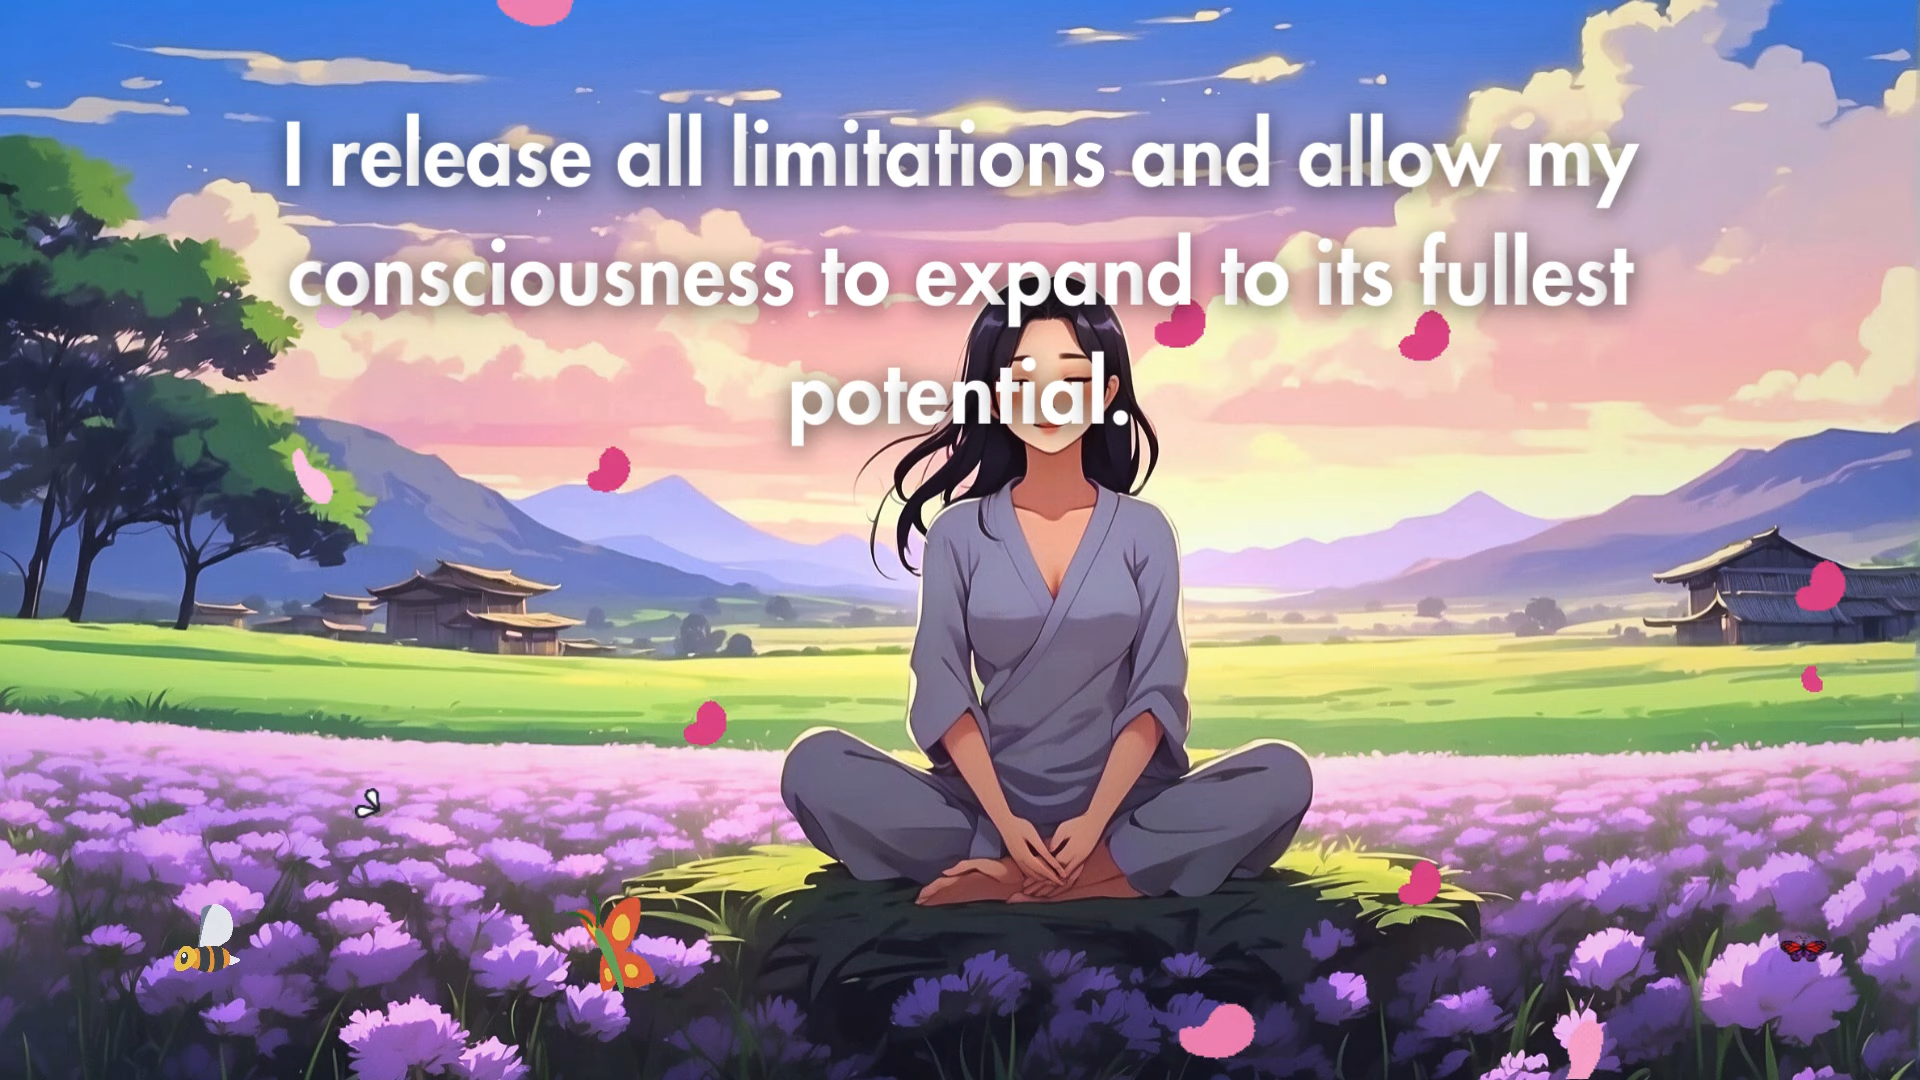 I release all limitations and allow my
consciousness to expand to its fullest
potential.